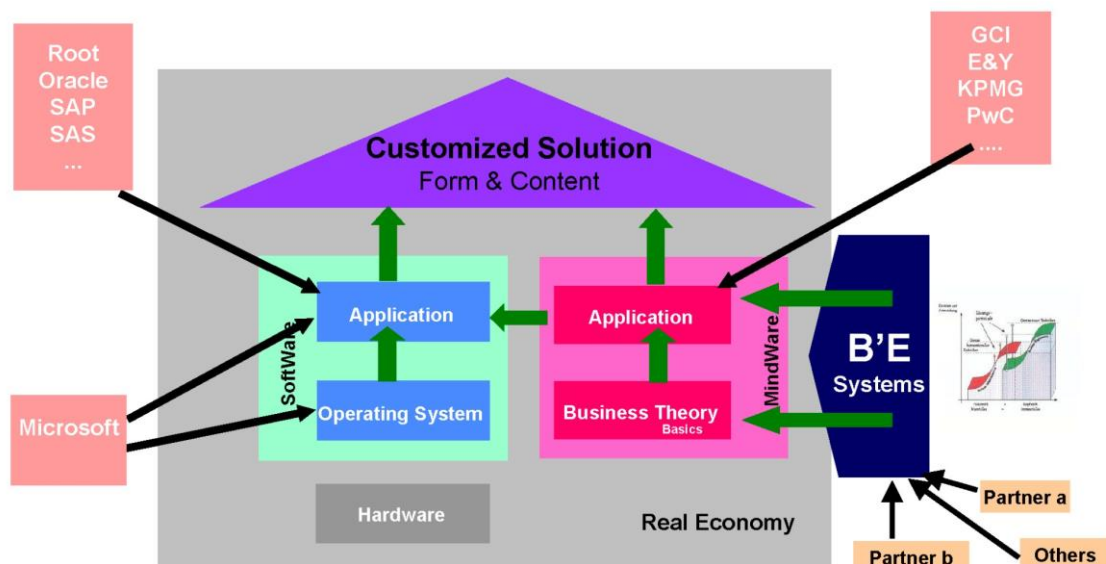 Root
Oracle
SAP
SAS
...
GCI
E&Y
KPMG
PwC
....
Customized Solution
Form & Content
SoftWare
Application
Operating System
Application
Business Theory
Basics
MindWare
B'E
Systems
Microsoft
Hardware
Real Economy
Partner a
Partner b
Others